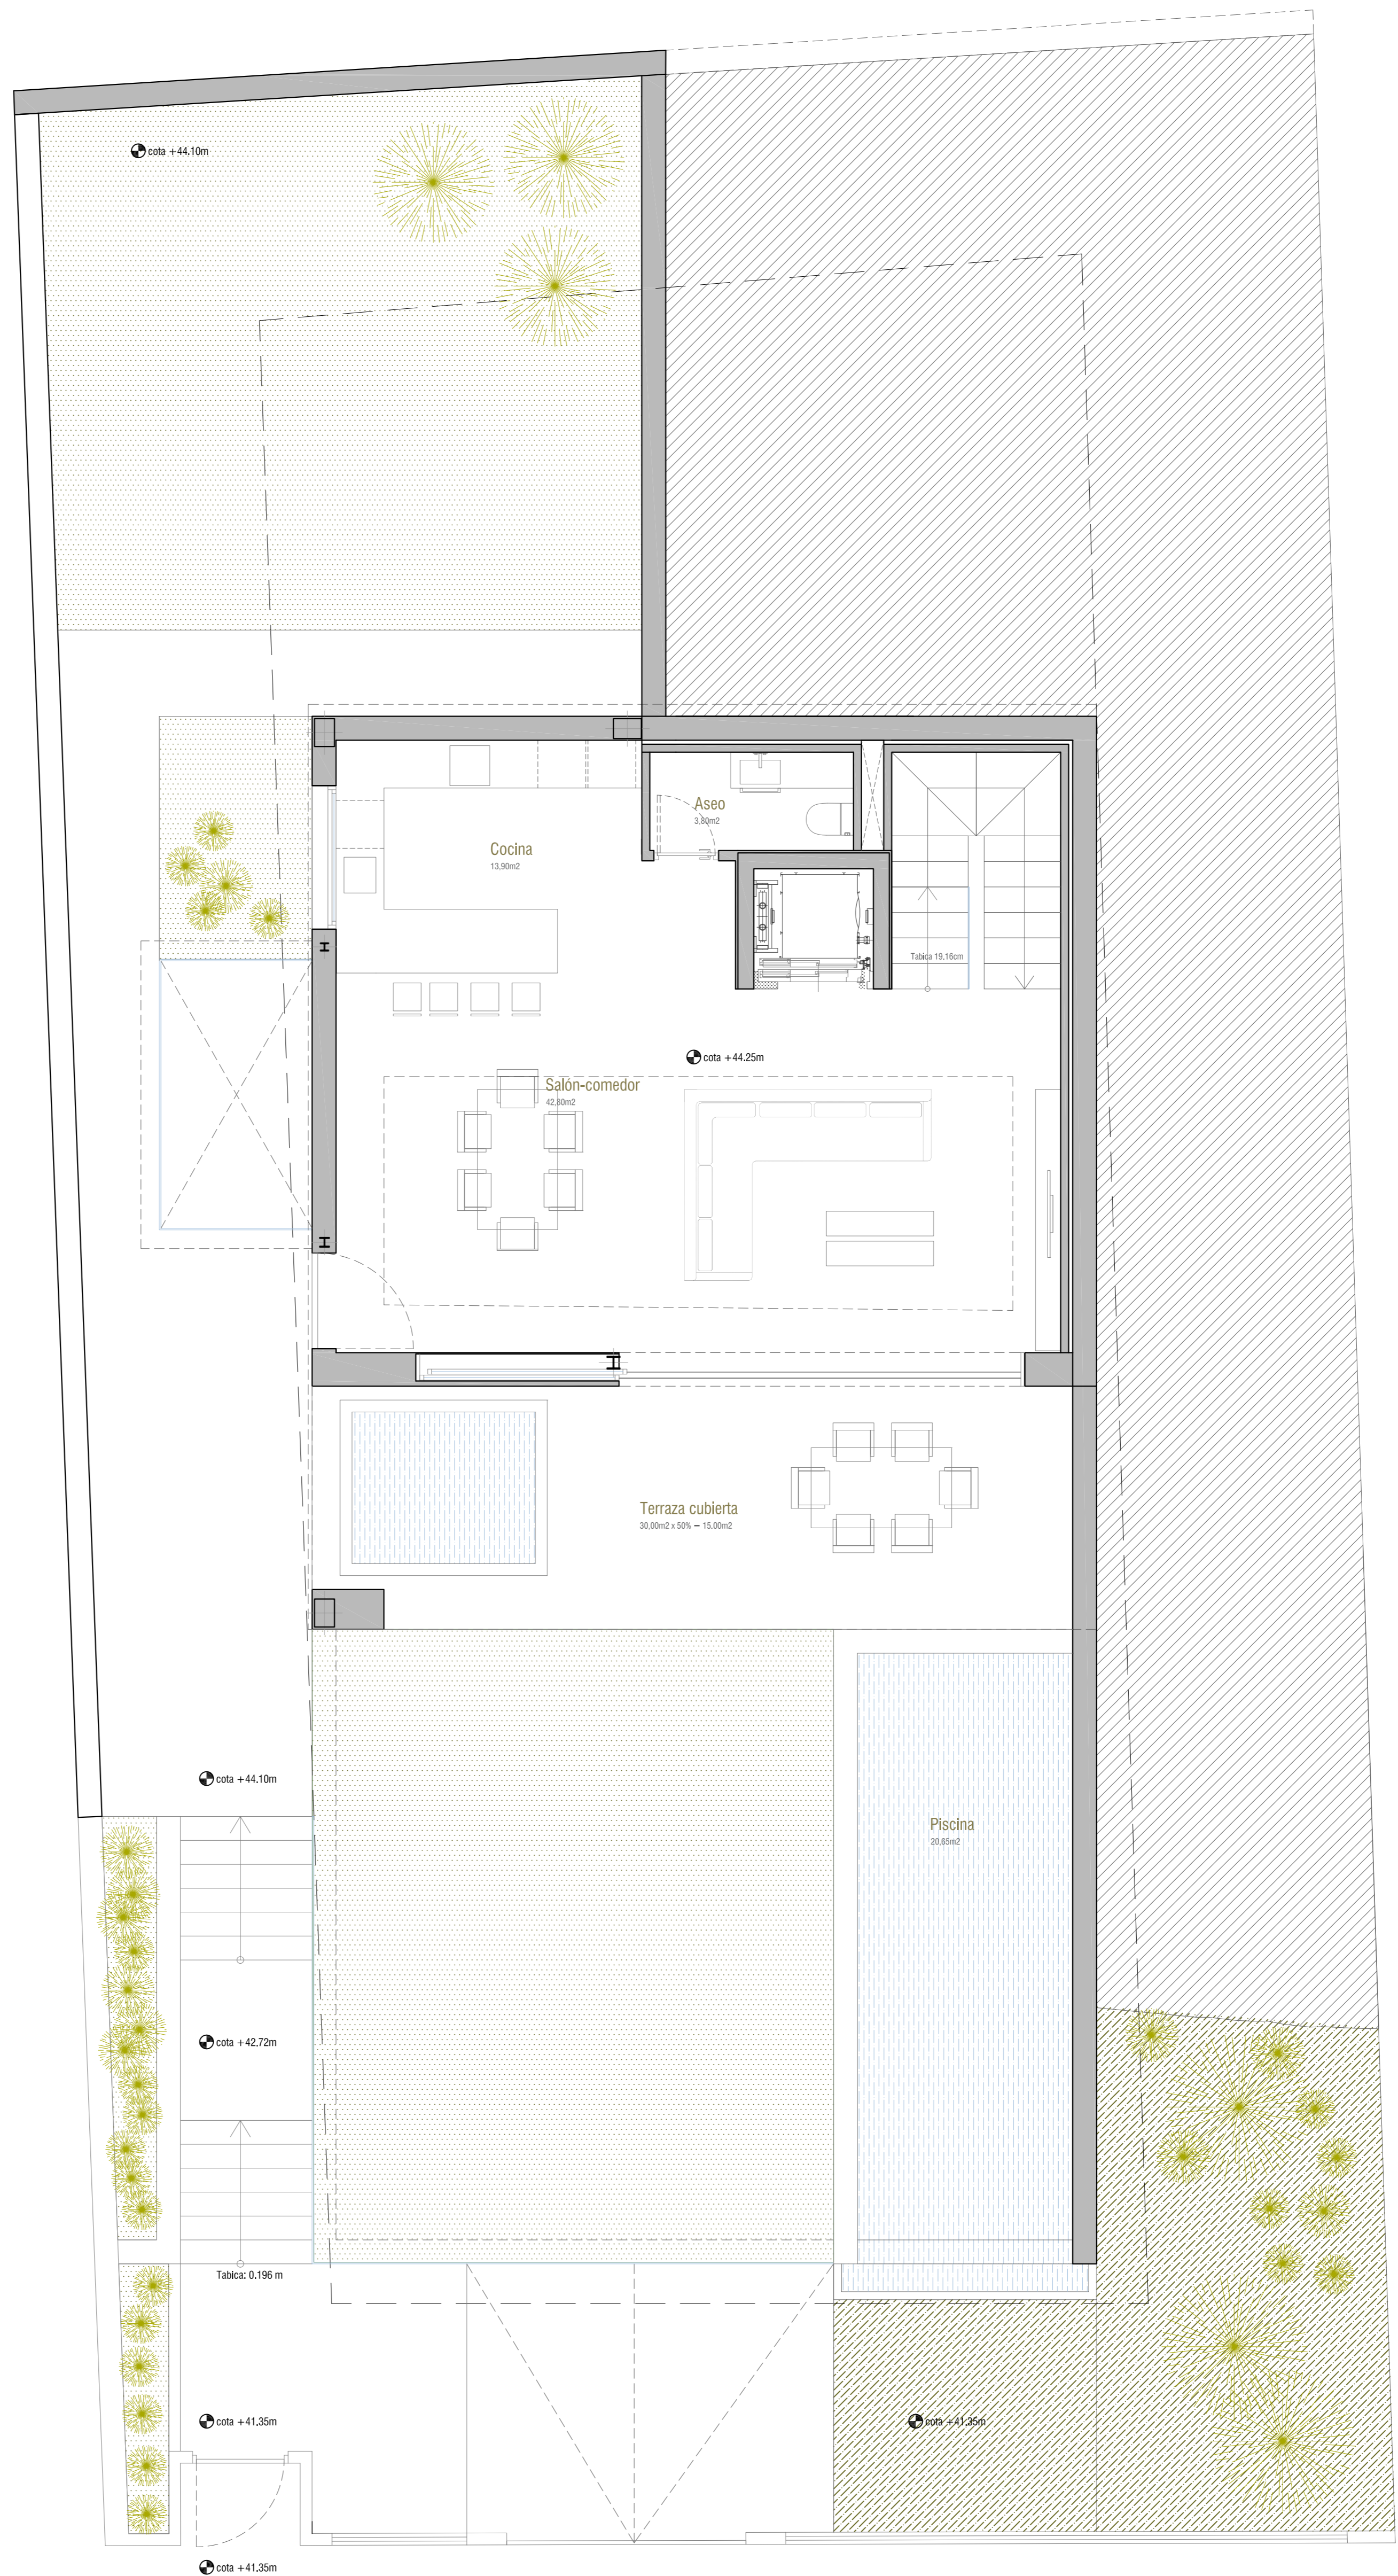 cota +44.10m
Aseo
3,80m2
Cocina
13,90m2
Tabica 19.16cm
cota +44.25m
Salón-comedor
42,80m2
Terraza cubierta
30,00m2 x 50% = 15,00m2
cota +44.10m
Piscina
20,65m2
cota +42.72m
Tabica: 0.196 m
cota +41.35m
cota +41.35m
cota +41.35m